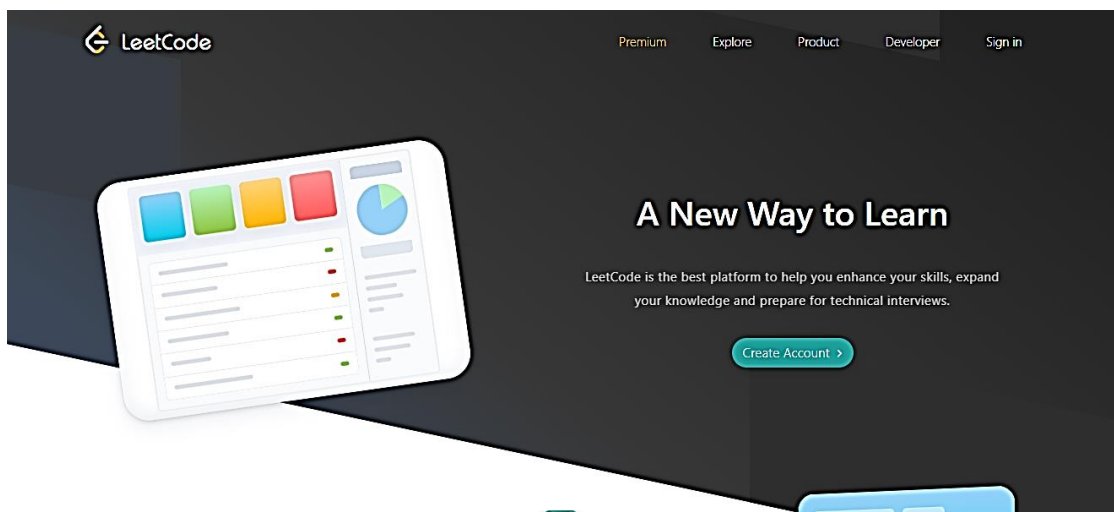 LeetCode
Premium Explore Product Developer Sign in
A New Way to Learn
LeetCode is the best platform to help you enhance your skills, expand
your knowledge and prepare for technical interviews.
Create Account >